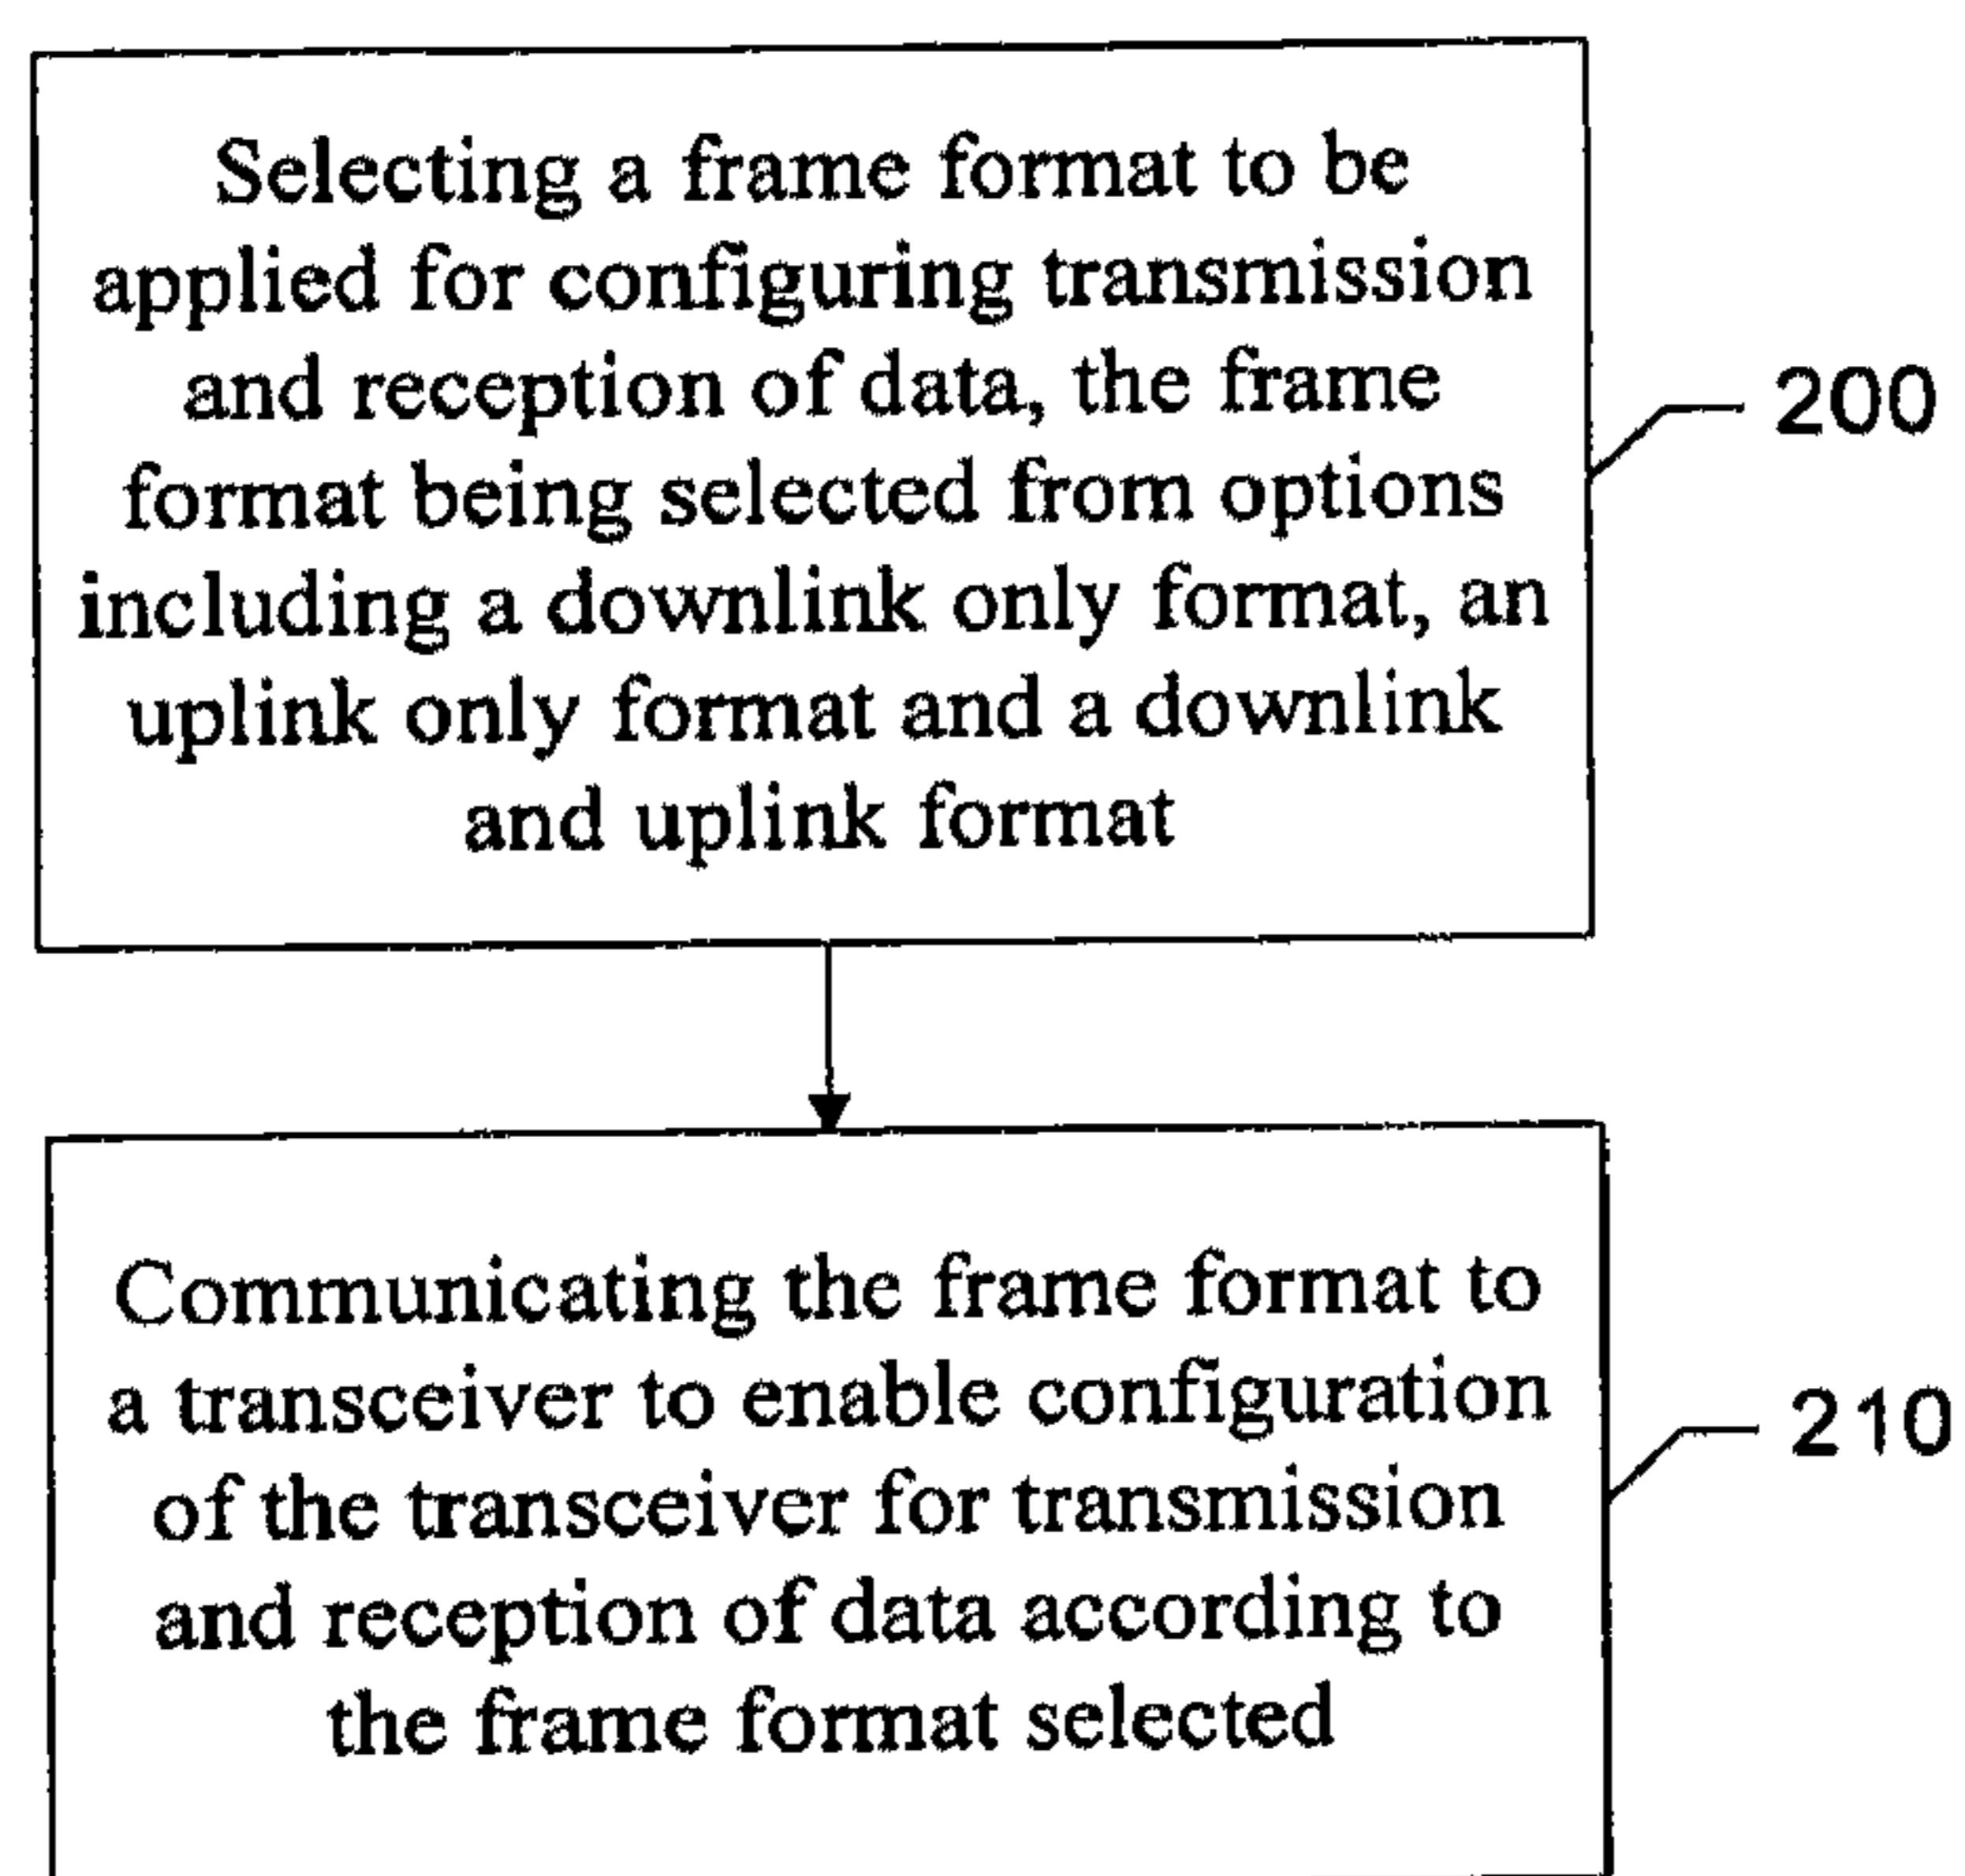 Selecting a frame format to be
applied for configuring transmission
and reception of data, the frame
format being selected from options
including a downlink only format, an
uplink only format and a downlink
and uplink format
200
Communicating the frame format to
a transceiver to enable configuration
of the transceiver for transmission
and reception of data according to
the frame format selected
210